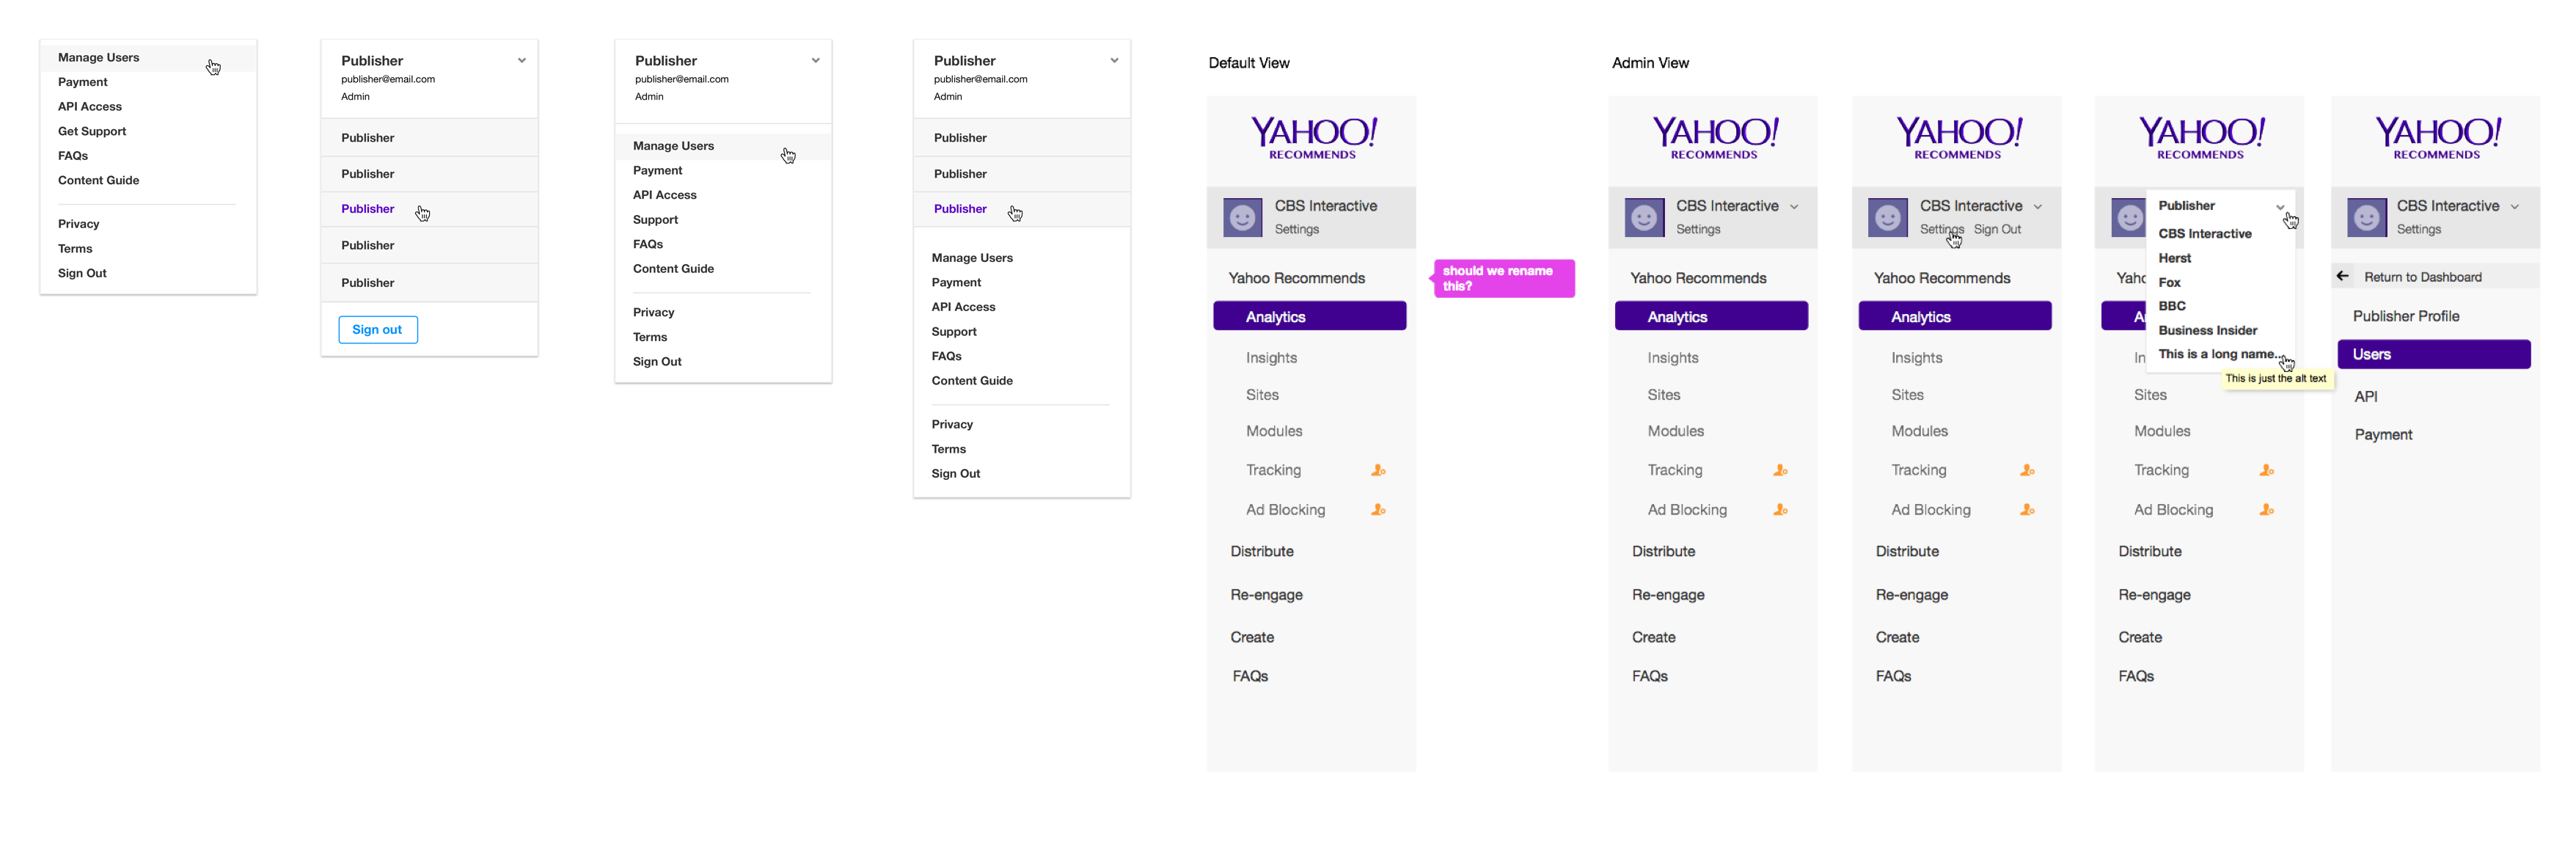 Manage Users
Payment
API Access
Get Support
FAQs
Content Guide
Privacy
Terms
Sign Out
Publisher
publisher@email.com
Admin
Publisher
Publisher
Publisher
Publisher
Publisher
Sign out
Publisher
publisher@email.com
Admin
Manage Users
Payment
API Access
Support
FAQs
Content Guide
Privacy
Terms
Sign Out
Publisher
publisher@email.com
Admin
Publisher
Publisher
Publisher
Manage Users
Payment
API Access
Support
FAQs
Content Guide
Privacy
Terms
Sign Out
Default View
YAHOO!
RECOMMENDS
CBS Interactive
Settings
Yahoo Recommends
Analytics
Insights
Sites
Modules
Tracking
Ad Blocking
Distribute
Re-engage
Create
FAQs
should we rename
this?
Admin View
YAHOO!
RECOMMENDS
CBS Interactive
Settings
Yahoo Recommends
Analytics
Insights
Sites
Modules
Tracking
Ad Blocking
Distribute
Re-engage
Create
FAQs
YAHOO!
RECOMMENDS
CBS Interactive
Settings Sign Out
Yahoo Recommends
Analytics
Insights
Sites
Modules
Tracking
Ad Blocking
Distribute
Re-engage
Create
FAQs
YAHOO!
RECOMMENDS
Publisher
CBS Interactive
Herst
Fox
BBC
Business Insider
This is a long name...
This is just the alt text
Yah
A
In
Sites
Modules
Tracking
Ad Blocking
Distribute
Re-engage
Create
FAQs
YAHOO!
RECOMMENDS
CBS Interactive
Settings
Return to Dashboard
Publisher Profile
Users
API
Payment